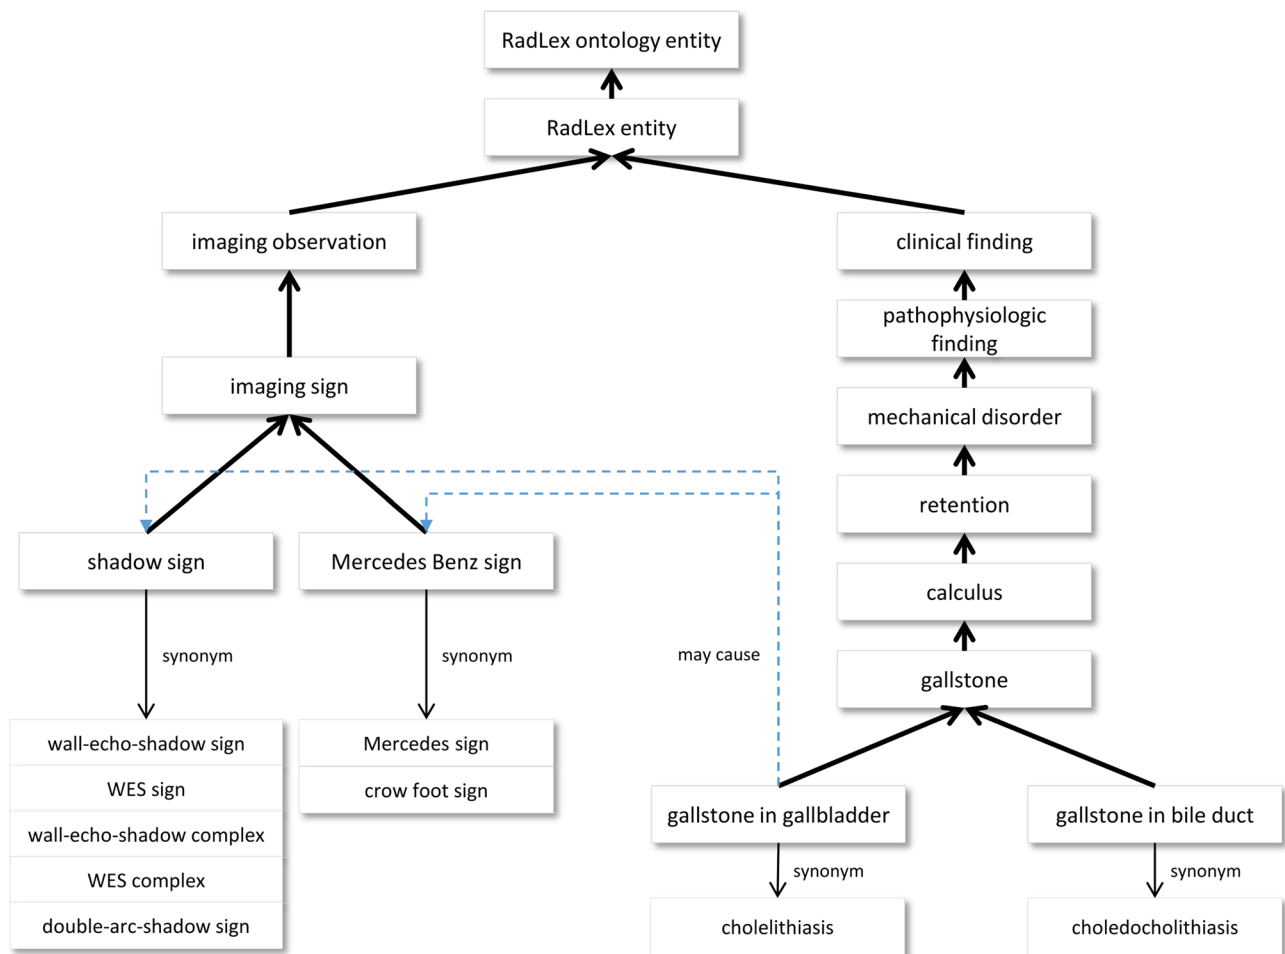 RadLex ontology entity
RadLex entity
imaging observation
clinical finding
pathophysiologic
finding
imaging sign
mechanical disorder
retention
shadow sign
Mercedes Benz sign
calculus
synonym
synonym
may cause
gallstone
wall-echo-shadow sign
WES sign
wall-echo-shadow complex
WES complex
double-arc-shadow sign
Mercedes sign
crow foot sign
gallstone in gallbladder
gallstone in bile duct
synonym
synonym
cholelithiasis
choledocholithiasis